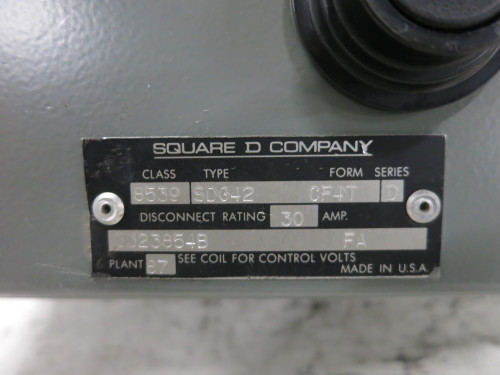 SQUARE D COMPANY
CLASS TYPE FORM SERIES
8539 SDG42 CF4T D
DISCONNECT RATING 30 AMP.
FA
PLANT 87 SEE COIL FOR CONTROL VOLTS
MADE IN U.S.A.